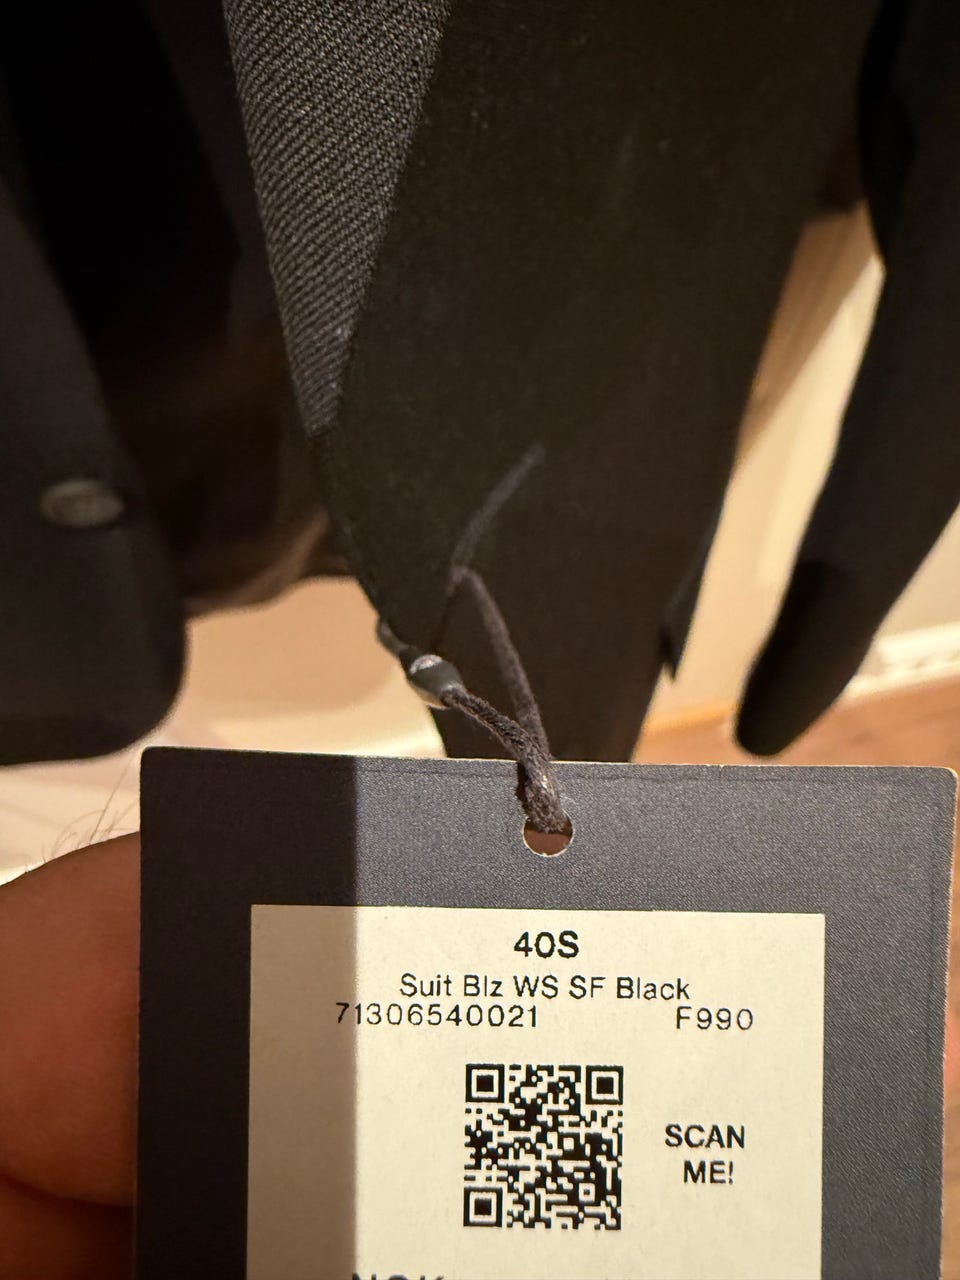 40S
Suit Blz WS SF Black
71306540021 F990
SCAN
ME!